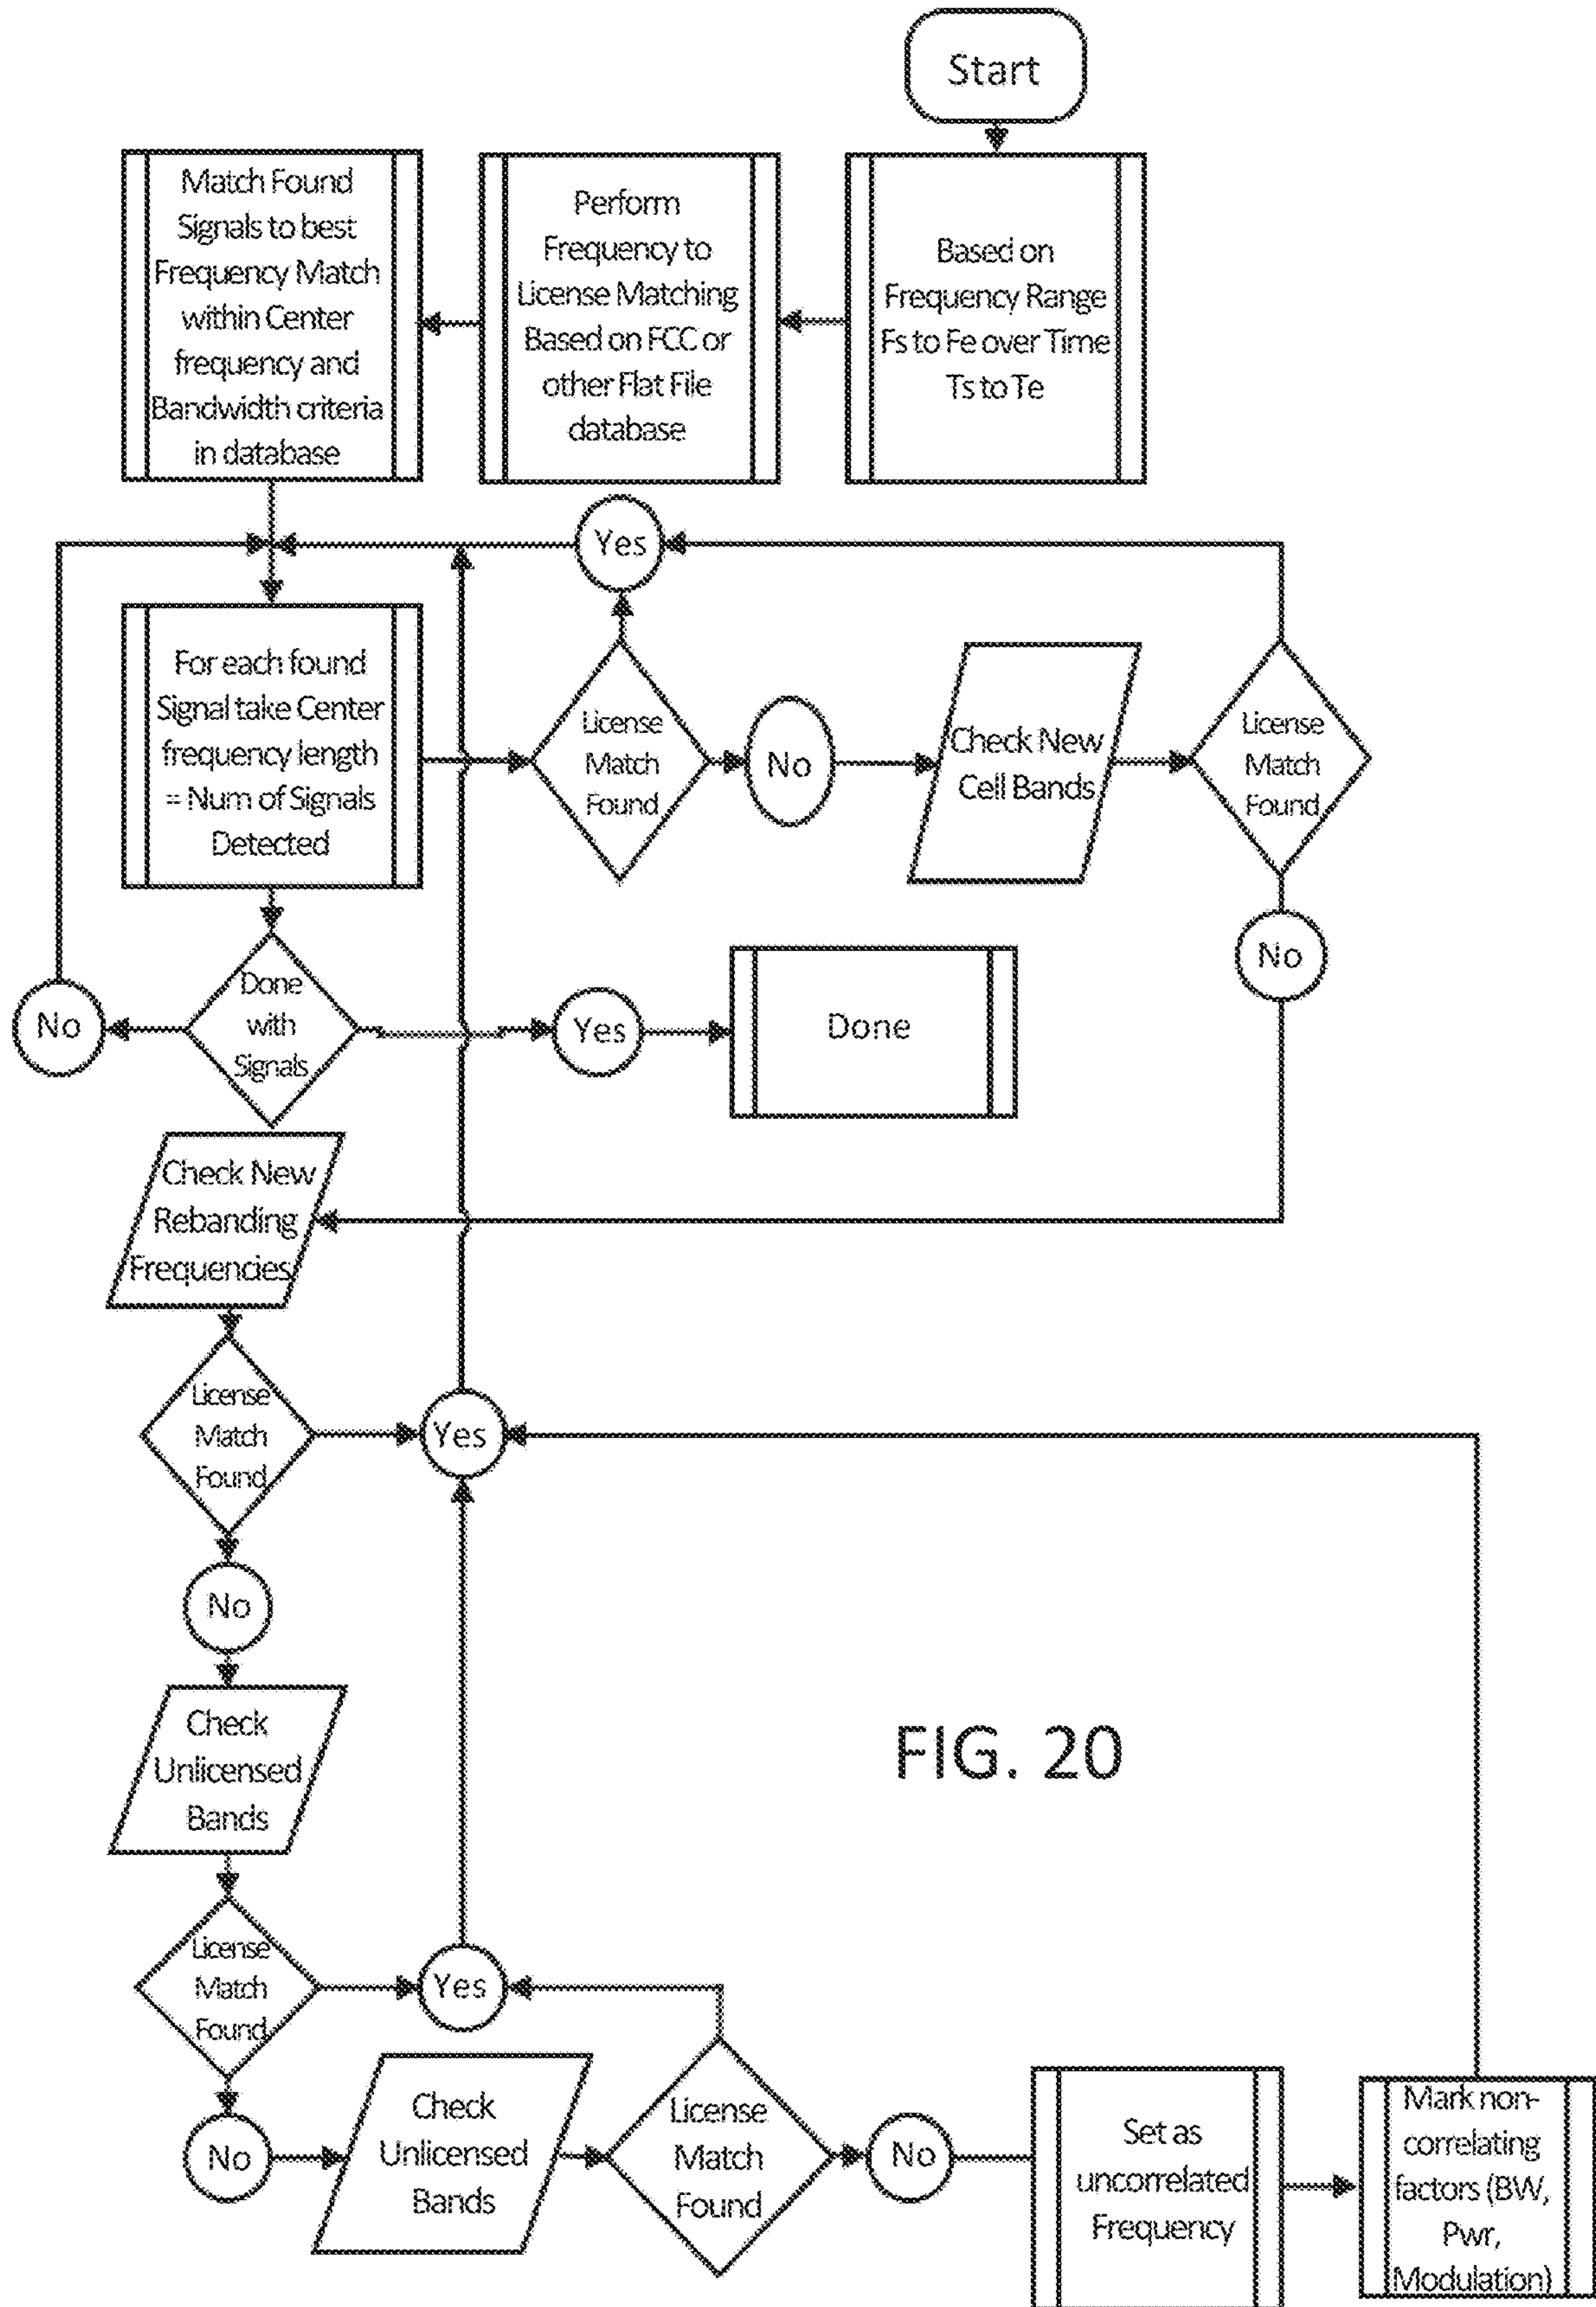 Start
Match Found
Signals to best
Frequency Match
within Center
frequency and
Bandwidth criteria
in database
Perform
Frequency to
License Matching
Based on FCC or
other Flat File
database
Based on
Frequency Range
Fs to Fe over Time
Ts to Te
Yes
For each found
Signal take Center
frequency length
= Num of Signals
Detected
License
Match
Found
No
Check New
Cell Bands
License
Match
Found
No
No
Done
with
Signals
Yes
Done
Check New
Rebanding
Frequencies
License
Match
Found
Yes
No
Check
Unlicensed
Bands
FIG. 20
License
Match
Found
Yes
No
Check
Unlicensed
Bands
License
Match
Found
No
Set as
uncorrelated
Frequency
Mark non-
correlating
factors (BW,
Pwr,
Modulation)